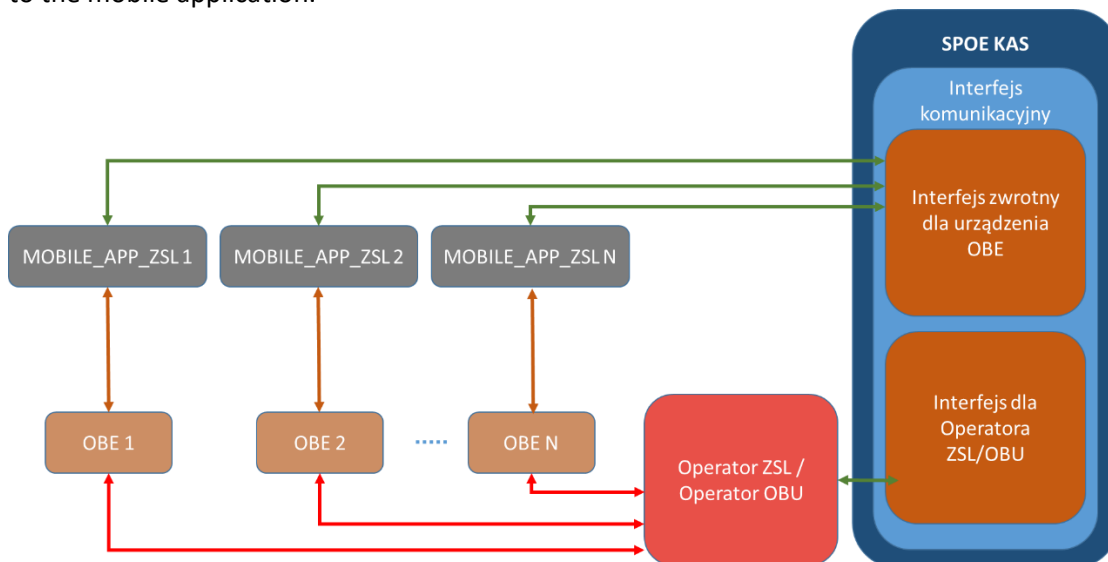 to the mobile application.
SPOE KAS
Interfejs
komunikacyjny
Interfejs zwrotny
dla urządzenia
OBE
MOBILE_APP_ZSL 1
MOBILE_APP_ZSL 2
MOBILE_APP_ZSL N
OBE 1
OBE 2
.....
OBE N
Operator ZSL /
Operator OBU
Interfejs dla
Operatora
ZSL/OBU